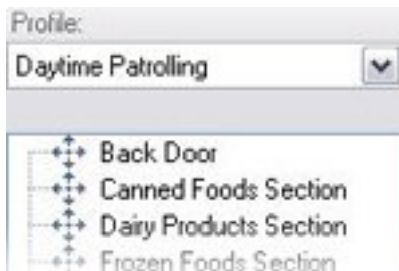 Profile:
Daytime Patrolling
Back Door
Canned Foods Section
Dairy Products Section
Frozen Foods Section